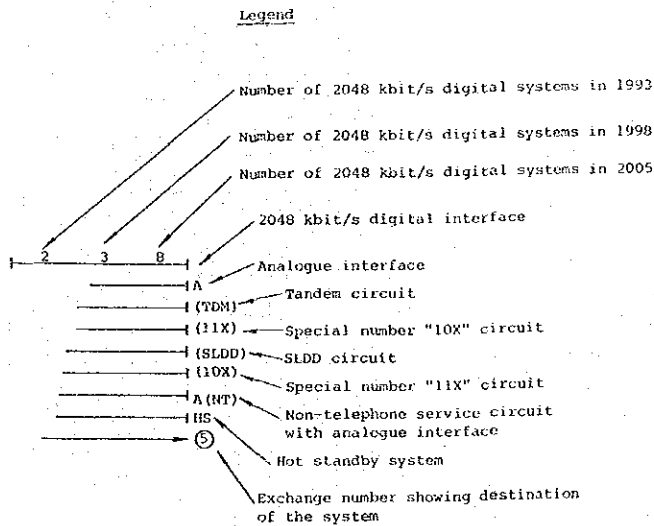 Legend
Number of 2048 kbit/s digital systems in 1993
Number of 2048 kbit/s digital systems in 1998
Number of 2048 kbit/s digital systems in 2005
2048 kbit/s digital interface
2 3 8
Analogue interface
A
Tandem circuit
(TDM)
(11X)
Special number "10X" circuit
(SLDD)
SLDD circuit
(10X)
Special number "11X" circuit
A(NT)
Non-telephone service circuit
with analogue interface
HS
5
Hot standby system
Exchange number showing destination
of the system